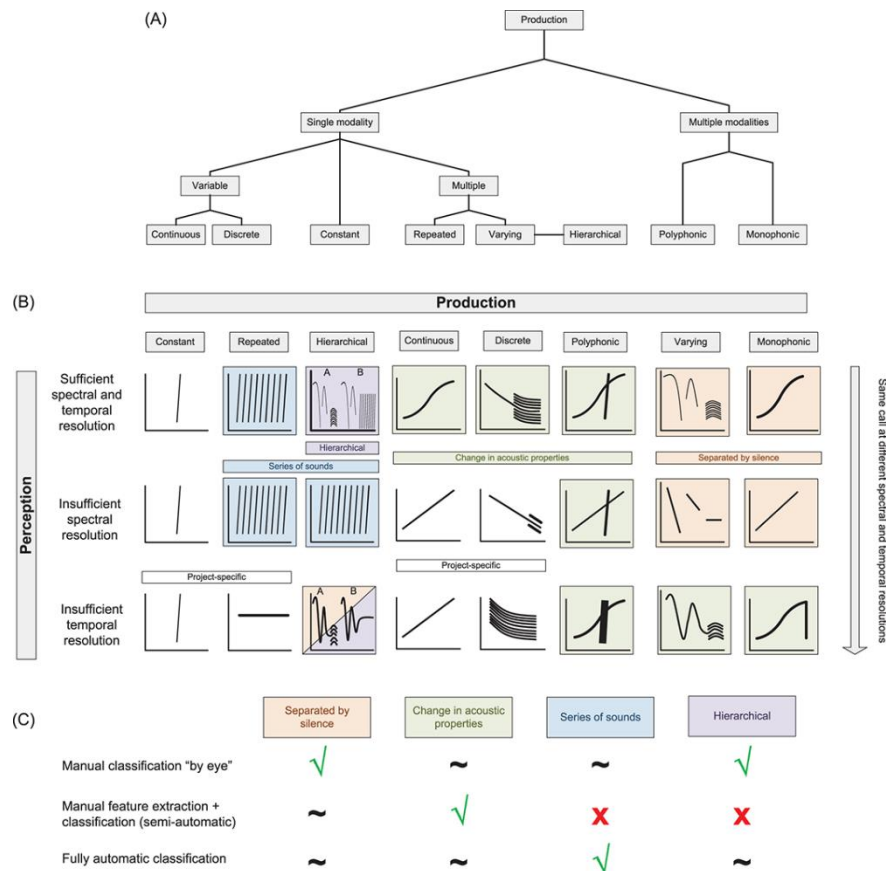 (A)
Production
Single modality
Multiple modalities
Variable
Multiple
Continuous
Discrete
Constant
Repeated
Varying
Hierarchical
Polyphonic
Monophonic
(B)
Production
Constant
Repeated
Hierarchical
Continuous
Discrete
Polyphonic
Varying
Monophonic
Perception
Sufficient
spectral and
temporal
resolution
A B
Same call at different spectral and temporal resolutions
Hierarchical
Series of sounds
Change in acoustic properties
Separated by silence
Insufficient
spectral
resolution
Project-specific
Project-specific
Insufficient
temporal
resolution
A B
(C)
Separated by
silence
Change in acoustic
properties
Series of sounds
Hierarchical
Manual classification “by eye”
√ ~ ~ √
Manual feature extraction +
classification (semi-automatic)
~ √ x x
Fully automatic classification
~ ~ √ ~